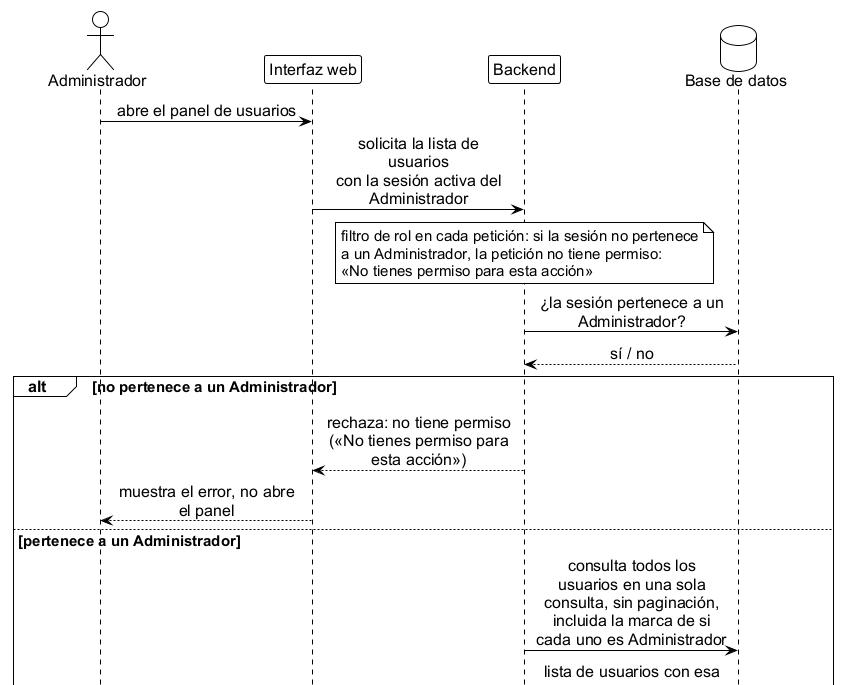 Administrador
Interfaz web
Backend
Base de datos
abre el panel de usuarios
solicita la lista de
usuarios
con la sesión activa del
Administrador
filtro de rol en cada petición: si la sesión no pertenece
a un Administrador, la petición no tiene permiso:
«No tienes permiso para esta acción»
¿la sesión pertenece a un
Administrador?
sí / no
alt
[no pertenece a un Administrador]
rechaza: no tiene permiso
(«No tienes permiso para
esta acción»)
muestra el error, no abre
el panel
[pertenece a un Administrador]
consulta todos los
usuarios en una sola
consulta, sin paginación,
incluida la marca de si
cada uno es Administrador
lista de usuarios con esa